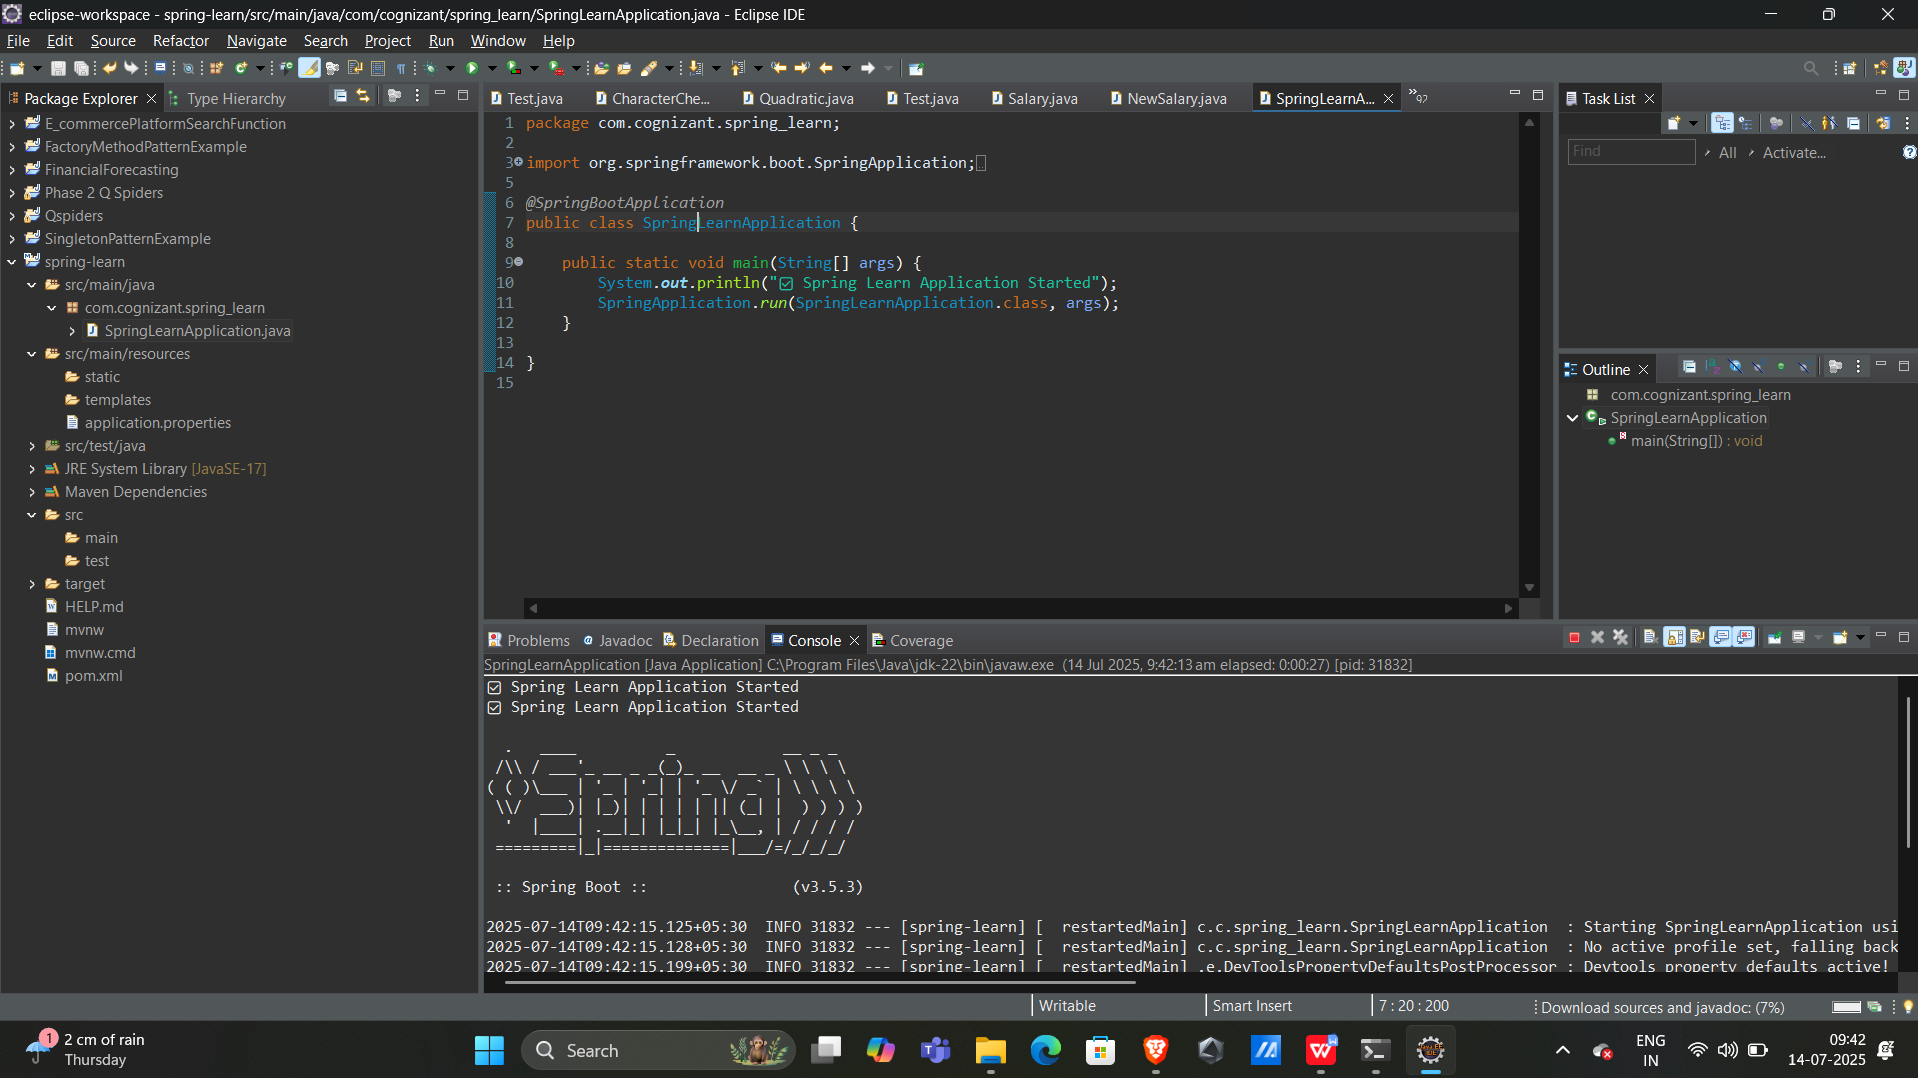 eclipse-workspace - spring-learn/src/main/java/com/cognizant/spring_learn/SpringLearnApplication.java - Eclipse IDE
File Edit Source Refactor Navigate Search Project Run Window Help
Package Explorer
Type Hierarchy
E_commercePlatformSearchFunction
FactoryMethodPatternExample
FinancialForecasting
Phase 2 Q Spiders
Qspiders
SingletonPatternExample
spring-learn
src/main/java
com.cognizant.spring_learn
SpringLearnApplication.java
src/main/resources
static
templates
application.properties
src/test/java
JRE System Library [JavaSE-17]
Maven Dependencies
src
main
test
target
HELP.md
mvnw
mvnw.cmd
pom.xml
Test.java CharacterChe... Quadratic.java Test.java Salary.java NewSalary.java SpringLearnA... »97
1 package com.cognizant.spring_learn;
2
3 import org.springframework.boot.SpringApplication;
5
6 @SpringBootApplication
7 public class SpringLearnApplication {
8
9 public static void main(String[] args) {
10 System.out.println("☑ Spring Learn Application Started");
11 SpringApplication.run(SpringLearnApplication.class, args);
12 }
13
14 }
15
Task List
Find All Activate...
Outline
com.cognizant.spring_learn
SpringLearnApplication
main(String[]) : void
Problems Javadoc Declaration Console Coverage
SpringLearnApplication [Java Application] C:\Program Files\Java\jdk-22\bin\javaw.exe (14 Jul 2025, 9:42:13 am elapsed: 0:00:27) [pid: 31832]
☑ Spring Learn Application Started
☑ Spring Learn Application Started
Spring
:: Spring Boot :: (v3.5.3)
2025-07-14T09:42:15.125+05:30 INFO 31832 --- [spring-learn] [ restartedMain] c.c.spring_learn.SpringLearnApplication : Starting SpringLearnApplication usi
2025-07-14T09:42:15.128+05:30 INFO 31832 --- [spring-learn] [ restartedMain] c.c.spring_learn.SpringLearnApplication : No active profile set, falling back
2025-07-14T09:42:15.199+05:30 INFO 31832 --- [spring-learn] [ restartedMain] .e.DevToolsPropertyDefaultsPostProcessor : Devtools property defaults active!
Writable Smart Insert 7 : 20 : 200 Download sources and javadoc: (7%)
1
2 cm of rain
Thursday
Search
ENG
IN
09:42
14-07-2025